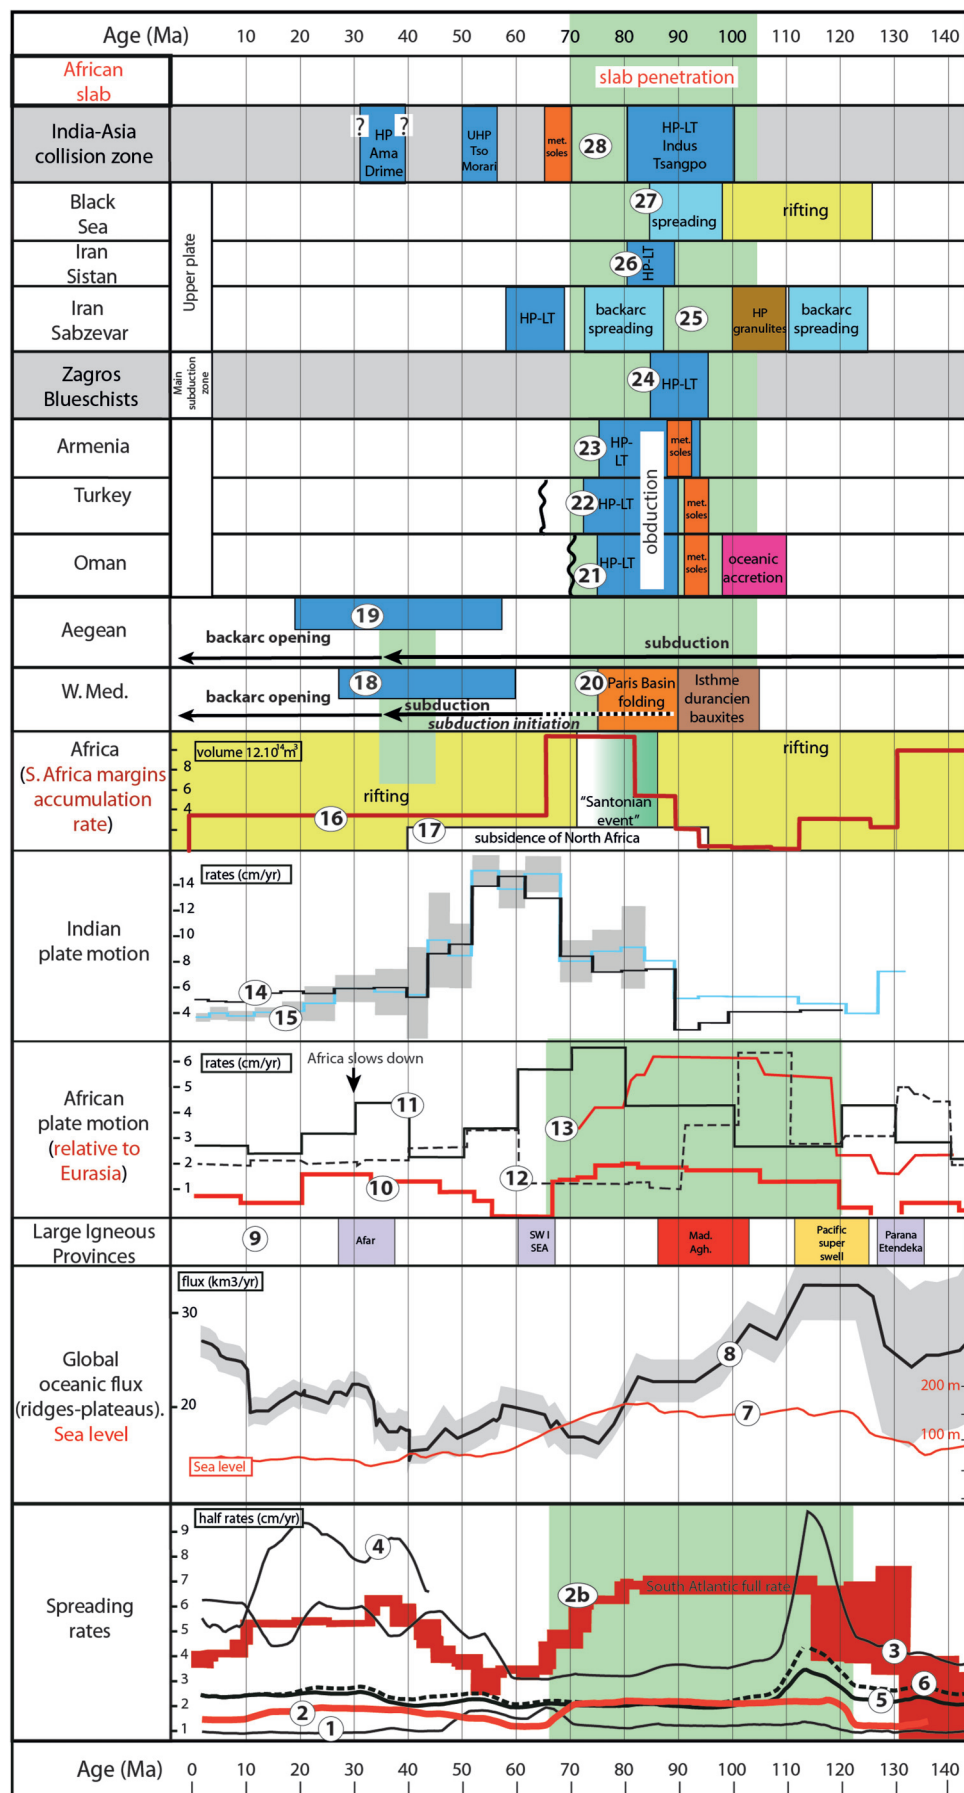 Age (Ma) 0 10 20 30 40 50 60 70 80 90 100 110 120 130 140
African
slab
slab penetration
India-Asia
collision zone
? ?
HP
Ama
Drime
UHP
Tso
Morari
met.
soles
28
HP-LT
Indus
Tsangpo
Black
Sea
27
spreading
rifting
Upper plate
Iran
Sistan
26
HP-LT
Iran
Sabzevar
HP-LT
backarc
spreading
25
HP
granulites
backarc
spreading
Zagros
Blueschists
Main
subduction
zone
24
HP-LT
Armenia
23
HP-
LT
met.
soles
obduction
Turkey
22
HP-LT
met.
soles
Oman
21
HP-LT
met.
soles
oceanic
accretion
Aegean
19
backarc opening
subduction
W. Med.
18
backarc opening
subduction
subduction initiation
20
Paris Basin
folding
Isthme
durancien
bauxites
Africa
(S. Africa margins
accumulation
rate)
volume 12.10¹⁴m³
8
6
4
2
rifting
16
17
"Santonian
event"
subsidence of North Africa
rifting
Indian
plate motion
rates (cm/yr)
14
12
10
8
6
4
14
15
African
plate motion
(relative to
Eurasia)
rates (cm/yr)
6
5
4
3
2
1
Africa slows down
11
10
12
13
Large Igneous
Provinces
9
Afar
SW I
SEA
Mad.
Agh.
Pacific
super
swell
Parana
Etendeka
Global
oceanic flux
(ridges-plateaus).
Sea level
flux (km3/yr)
30
20
8
7
200 m
100 m
Sea level
Spreading
rates
half rates (cm/yr)
9
8
7
6
5
4
3
2
1
4
2b
South Atlantic full rate
3
6
5
2
1
Age (Ma) 0 10 20 30 40 50 60 70 80 90 100 110 120 130 140